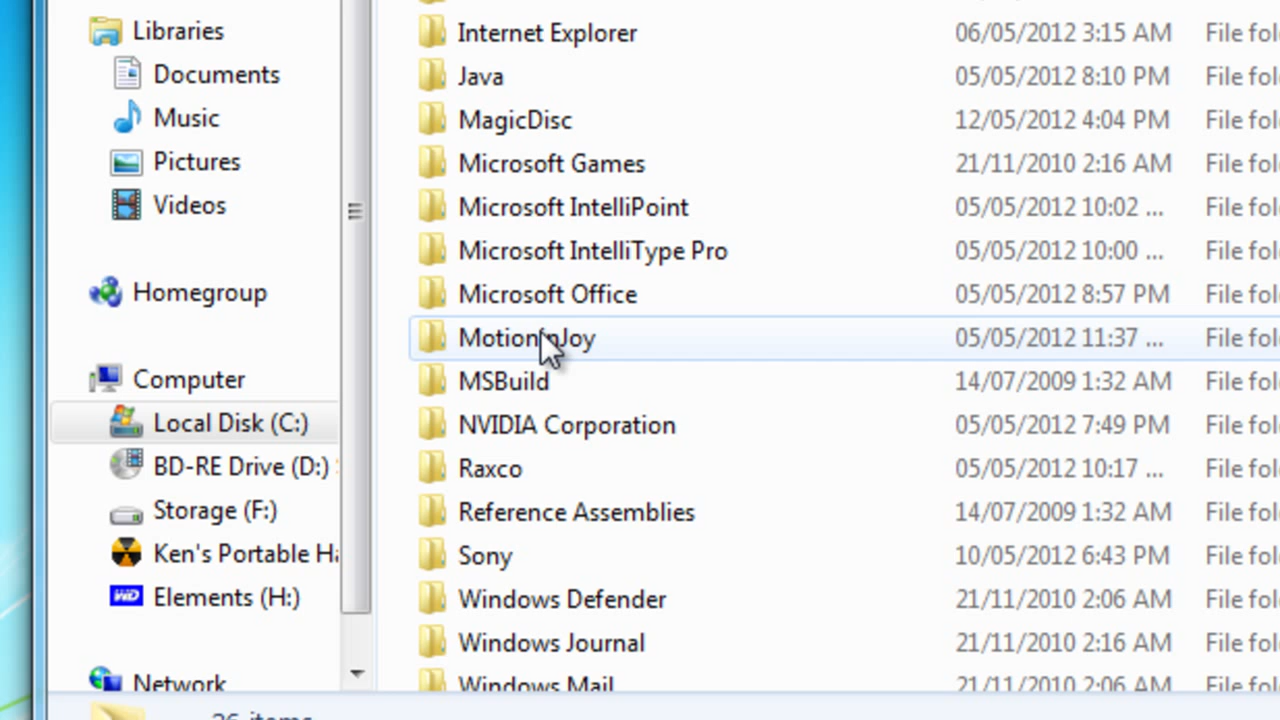 Libraries
Documents
Music
Pictures
Videos
Homegroup
Computer
Local Disk (C:)
BD-RE Drive (D:)
Storage (F:)
Ken's Portable Ha
Elements (H:)
Network
Internet Explorer 06/05/2012 3:15 AM File fol
Java 05/05/2012 8:10 PM File fol
MagicDisc 12/05/2012 4:04 PM File fol
Microsoft Games 21/11/2010 2:16 AM File fol
Microsoft IntelliPoint 05/05/2012 10:02 ... File fol
Microsoft IntelliType Pro 05/05/2012 10:00 ... File fol
Microsoft Office 05/05/2012 8:57 PM File fol
MotioninJoy 05/05/2012 11:37 ... File fol
MSBuild 14/07/2009 1:32 AM File fol
NVIDIA Corporation 05/05/2012 7:49 PM File fol
Raxco 05/05/2012 10:17 ... File fol
Reference Assemblies 14/07/2009 1:32 AM File fol
Sony 10/05/2012 6:43 PM File fol
Windows Defender 21/11/2010 2:06 AM File fol
Windows Journal 21/11/2010 2:16 AM File fol
Windows Mail 21/11/2010 2:06 AM File fol
26 items